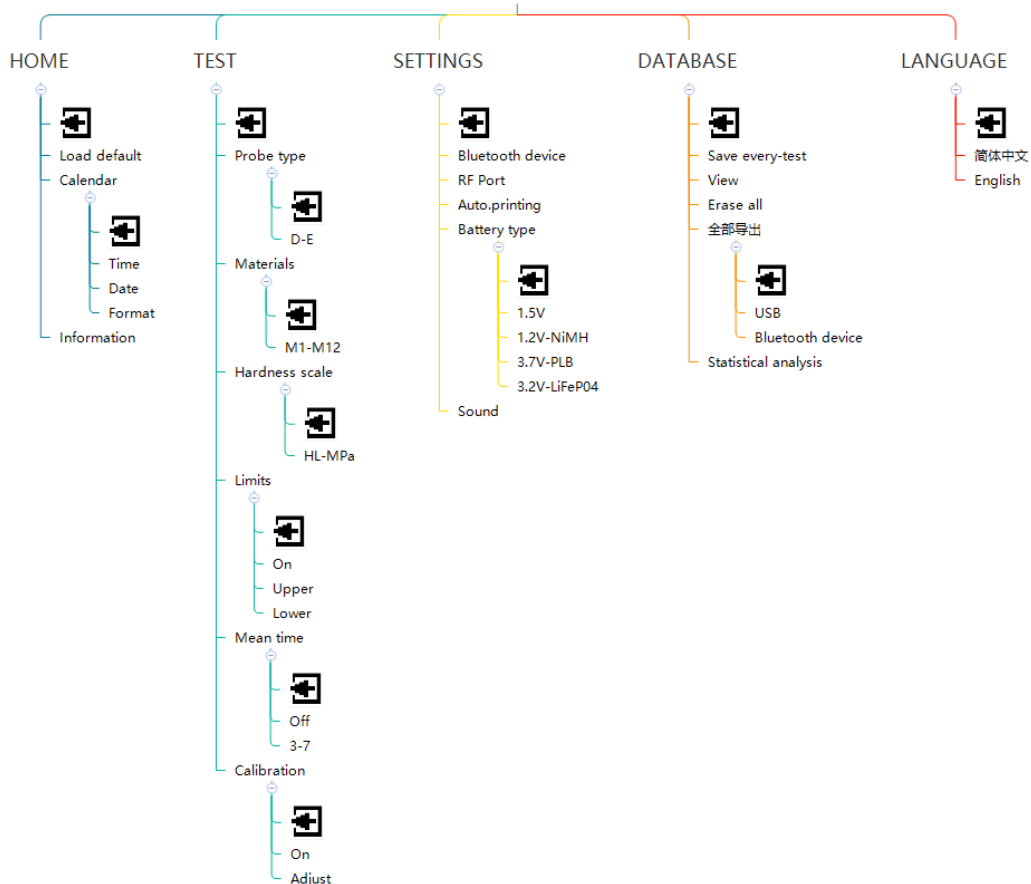 HOME
Load default
Calendar
Time
Date
Format
Information
TEST
Probe type
D-E
Materials
M1-M12
Hardness scale
HL-MPa
Limits
On
Upper
Lower
Mean time
Off
3-7
Calibration
On
Adiust
SETTINGS
Bluetooth device
RF Port
Auto.printing
Battery type
1.5V
1.2V-NiMH
3.7V-PLB
3.2V-LiFeP04
Sound
DATABASE
Save every-test
View
Erase all
全部导出
USB
Bluetooth device
Statistical analysis
LANGUAGE
简体中文
English